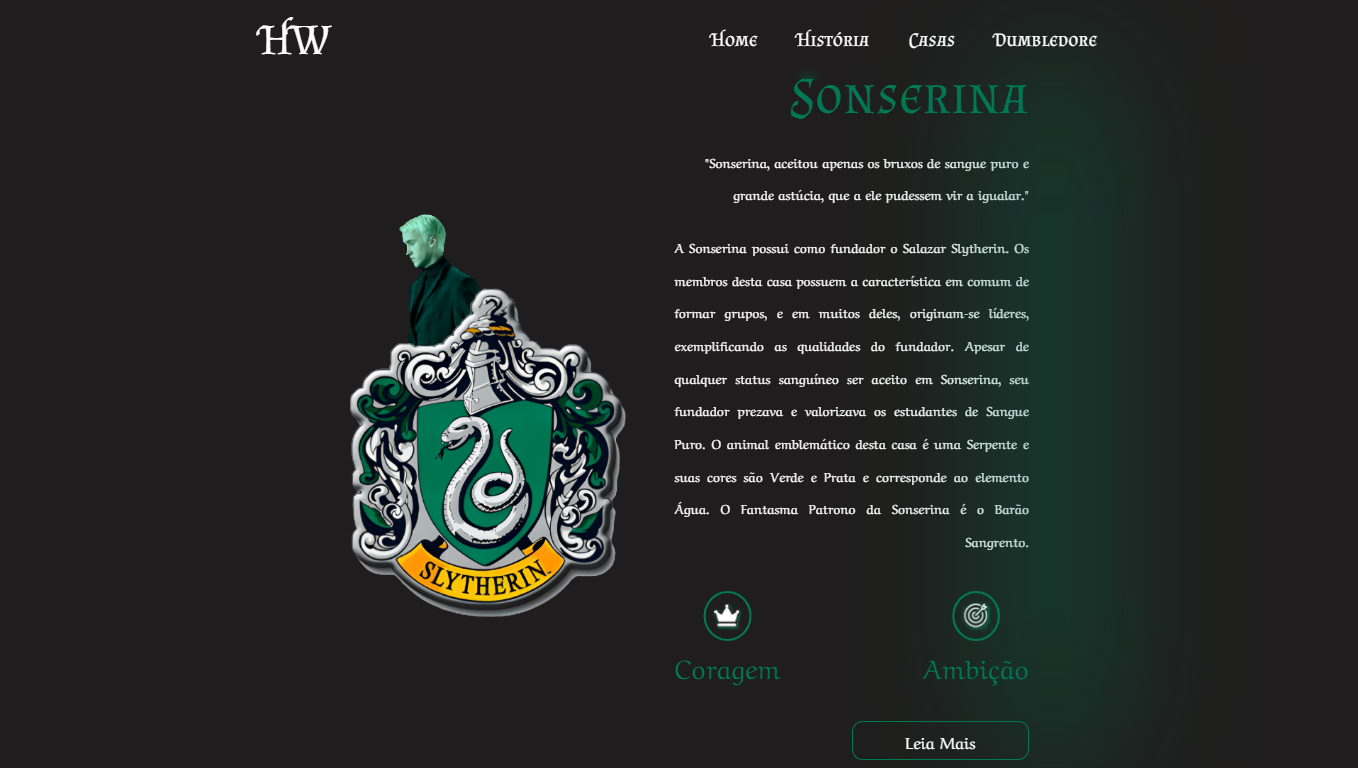 HW
Home História Casas Dumbledore
Sonserina
"Sonserina, aceitou apenas os bruxos de sangue puro e
grande astúcia, que a ele pudessem vir a igualar."
A Sonserina possui como fundador o Salazar Slytherin. Os
membros desta casa possuem a característica em comum de
formar grupos, e em muitos deles, originam-se líderes,
exemplificando as qualidades do fundador. Apesar de
qualquer status sanguíneo ser aceito em Sonserina, seu
fundador prezava e valorizava os estudantes de Sangue
Puro. O animal emblemático desta casa é uma Serpente e
suas cores são Verde e Prata e corresponde ao elemento
Água. O Fantasma Patrono da Sonserina é o Barão
Sangrento.
SLYTHERIN
Coragem Ambição
Leia Mais